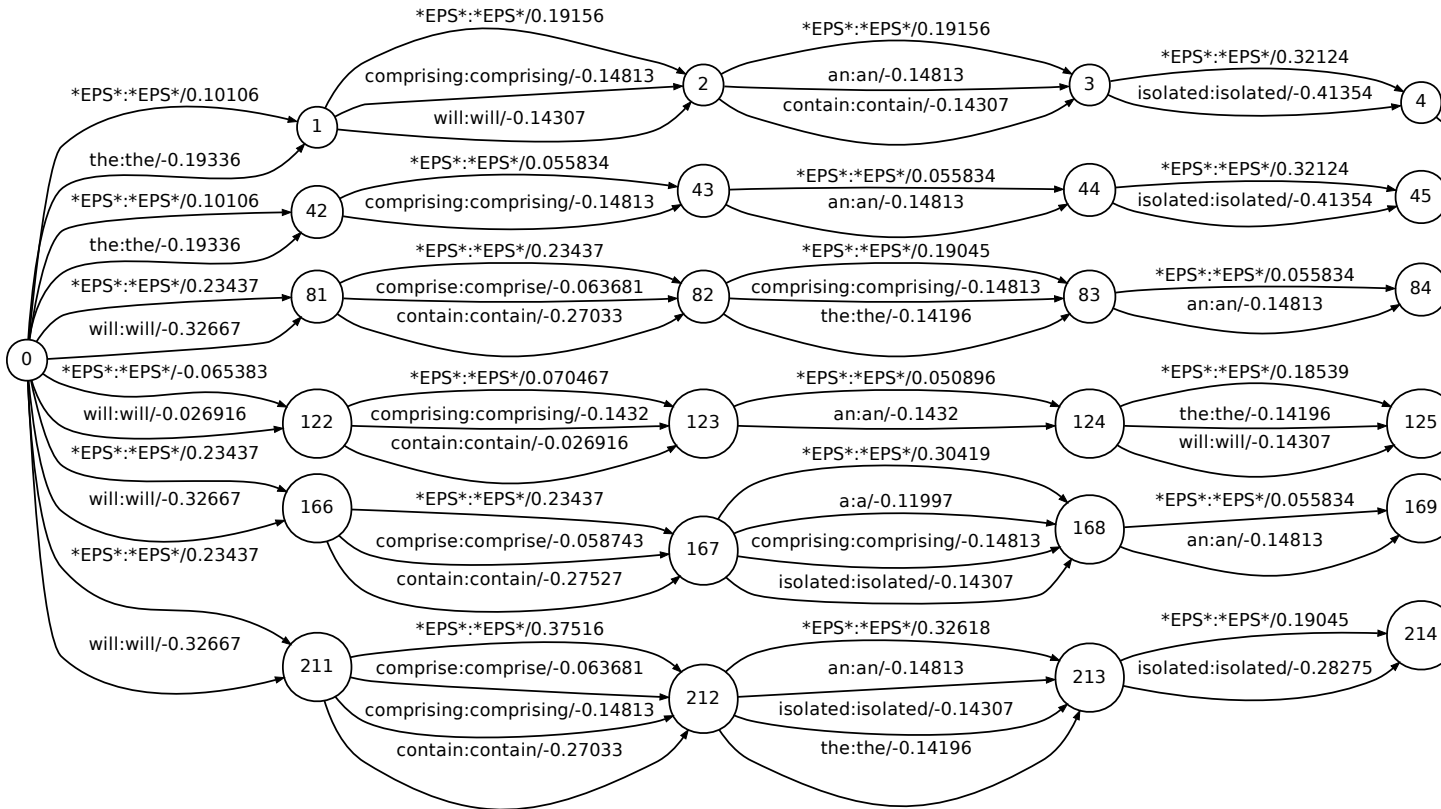 *EPS*:*EPS*/0.19156
*EPS*:*EPS*/0.19156
*EPS*:*EPS*/0.32124
comprising:comprising/-0.14813
an:an/-0.14813
*EPS*:*EPS*/0.10106
isolated:isolated/-0.41354
1
2
3
4
will:will/-0.14307
contain:contain/-0.14307
the:the/-0.19336
*EPS*:*EPS*/0.055834
*EPS*:*EPS*/0.055834
*EPS*:*EPS*/0.32124
*EPS*:*EPS*/0.10106
comprising:comprising/-0.14813
an:an/-0.14813
isolated:isolated/-0.41354
42
43
44
45
the:the/-0.19336
*EPS*:*EPS*/0.23437
*EPS*:*EPS*/0.19045
*EPS*:*EPS*/0.055834
*EPS*:*EPS*/0.23437
comprise:comprise/-0.063681
comprising:comprising/-0.14813
an:an/-0.14813
81
82
83
84
will:will/-0.32667
contain:contain/-0.27033
the:the/-0.14196
0
*EPS*:*EPS*/-0.065383
*EPS*:*EPS*/0.070467
*EPS*:*EPS*/0.050896
*EPS*:*EPS*/0.18539
will:will/-0.026916
comprising:comprising/-0.1432
an:an/-0.1432
the:the/-0.14196
122
123
124
125
contain:contain/-0.026916
will:will/-0.14307
*EPS*:*EPS*/0.23437
*EPS*:*EPS*/0.30419
will:will/-0.32667
*EPS*:*EPS*/0.23437
a:a/-0.11997
*EPS*:*EPS*/0.055834
166
167
168
169
comprise:comprise/-0.058743
comprising:comprising/-0.14813
an:an/-0.14813
*EPS*:*EPS*/0.23437
contain:contain/-0.27527
isolated:isolated/-0.14307
*EPS*:*EPS*/0.37516
*EPS*:*EPS*/0.32618
*EPS*:*EPS*/0.19045
will:will/-0.32667
comprise:comprise/-0.063681
an:an/-0.14813
isolated:isolated/-0.28275
211
212
213
214
comprising:comprising/-0.14813
isolated:isolated/-0.14307
contain:contain/-0.27033
the:the/-0.14196